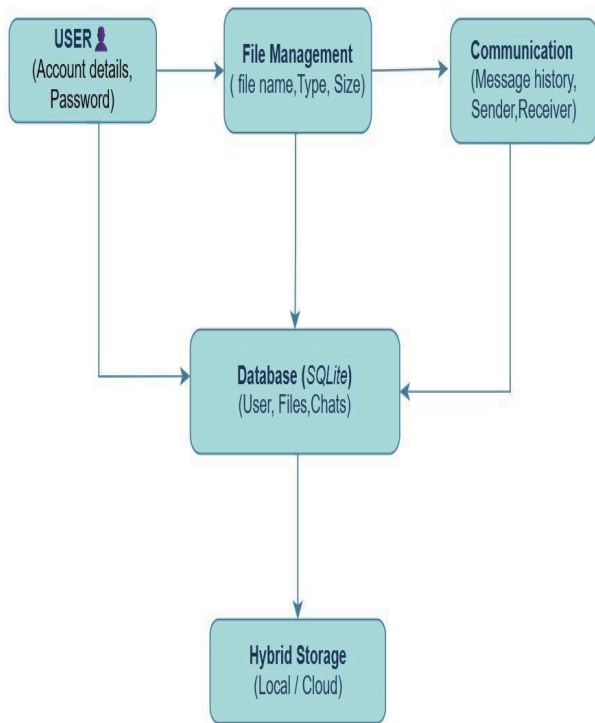 USER
(Account details,
Password)
File Management
( file name,Type, Size)
Communication
(Message history,
Sender,Receiver)
Database (SQLite)
(User, Files,Chats)
Hybrid Storage
(Local / Cloud)